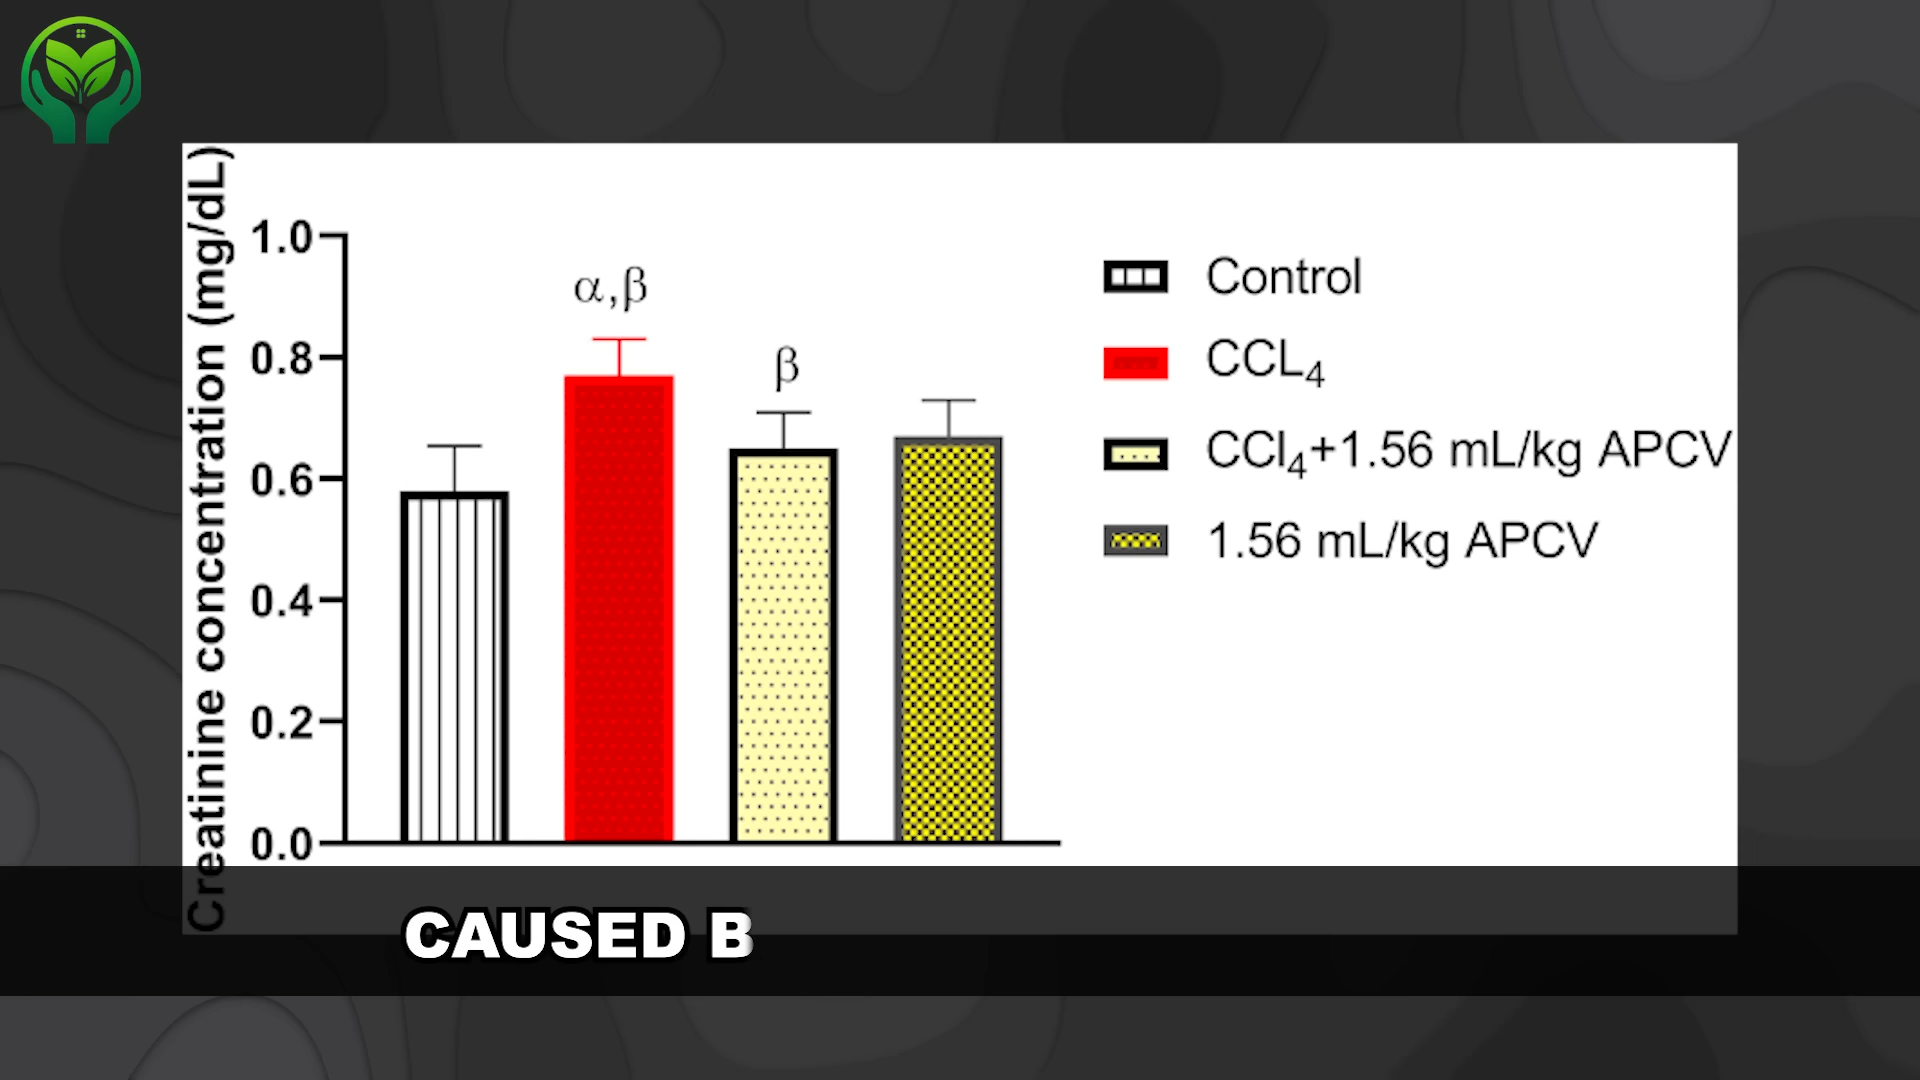 Creatinine concentration (mg/dL)
1.0
0.8
0.6
0.4
0.2
0.0
α,β
β
Control
CCL₄
CCl₄+1.56 mL/kg APCV
1.56 mL/kg APCV
CAUSED B